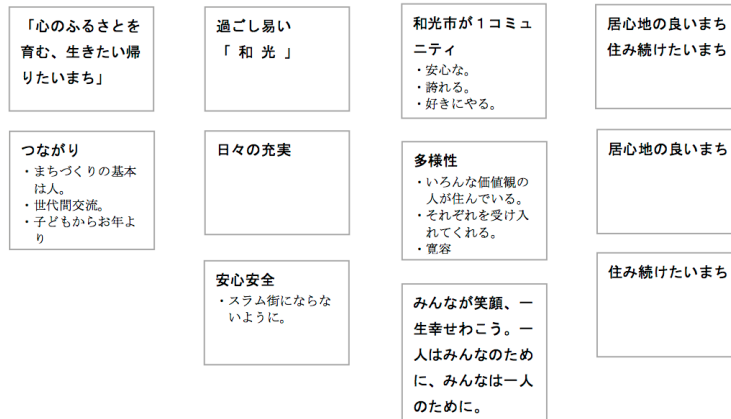 「心のふるさとを
育む、生きたい帰
りたいまち」
つながり
・まちづくりの基本
は人。
・世代間交流。
・子どもからお年よ
り
過ごし易い
「 和 光 」
日々の充実
安心安全
・スラム街にならな
いように。
和光市が１コミュ
ニティ
・安心な。
・誇れる。
・好きにやる。
多様性
・いろんな価値観の
人が住んでいる。
・それぞれを受け入
れてくれる。
・寛容
みんなが笑顔、一
生幸せわこう。一
人はみんなのため
に、みんなは一人
のために。
居心地の良いまち
住み続けたいまち
居心地の良いまち
住み続けたいまち